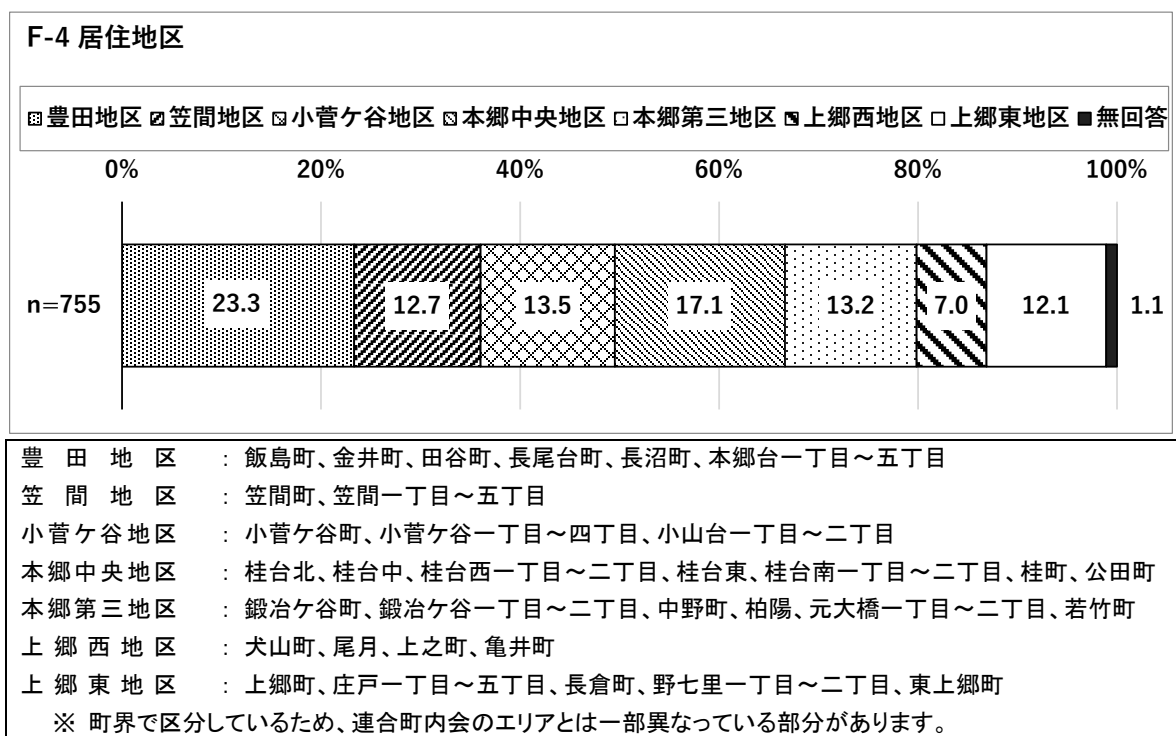 F-4 居住地区
豊田地区 笠間地区 小菅ケ谷地区 本郷中央地区 本郷第三地区 上郷西地区 上郷東地区 無回答
0% 20% 40% 60% 80% 100%
n=755 23.3 12.7 13.5 17.1 13.2 7.0 12.1 1.1
豊田地区 : 飯島町、金井町、田谷町、長尾台町、長沼町、本郷台一丁目～五丁目
笠間地区 : 笠間町、笠間一丁目～五丁目
小菅ケ谷地区 : 小菅ケ谷町、小菅ケ谷一丁目～四丁目、小山台一丁目～二丁目
本郷中央地区 : 桂台北、桂台中、桂台西一丁目～二丁目、桂台東、桂台南一丁目～二丁目、桂町、公田町
本郷第三地区 : 鍛冶ケ谷町、鍛冶ケ谷一丁目～二丁目、中野町、柏陽、元大橋一丁目～二丁目、若竹町
上郷西地区 : 犬山町、尾月、上之町、亀井町
上郷東地区 : 上郷町、庄戸一丁目～五丁目、長倉町、野七里一丁目～二丁目、東上郷町
※ 町界で区分しているため、連合町内会のエリアとは一部異なっている部分があります。